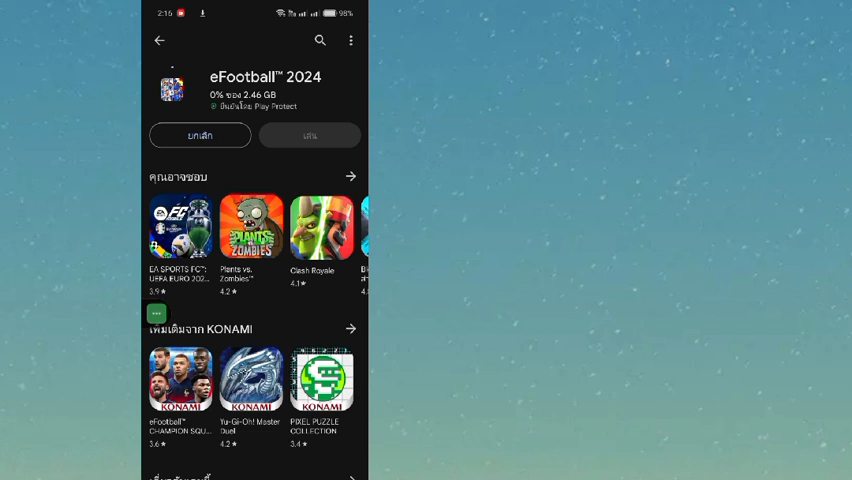 2:16 98%
eFootball™ 2024
0% ของ 2.46 GB
ยืนยันโดย Play Protect
ยกเลิก เล่น
คุณอาจชอบ
EA SPORTS FC™: UEFA EURO 202...
3.9★
Plants vs. Zombies™
4.2★
Clash Royale
4.1★
เพิ่มเติมจาก KONAMI
KONAMI KONAMI KONAMI
eFootball™ CHAMPION SQU...
3.6★
Yu-Gi-Oh! Master Duel
4.2★
PIXEL PUZZLE COLLECTION
3.4★